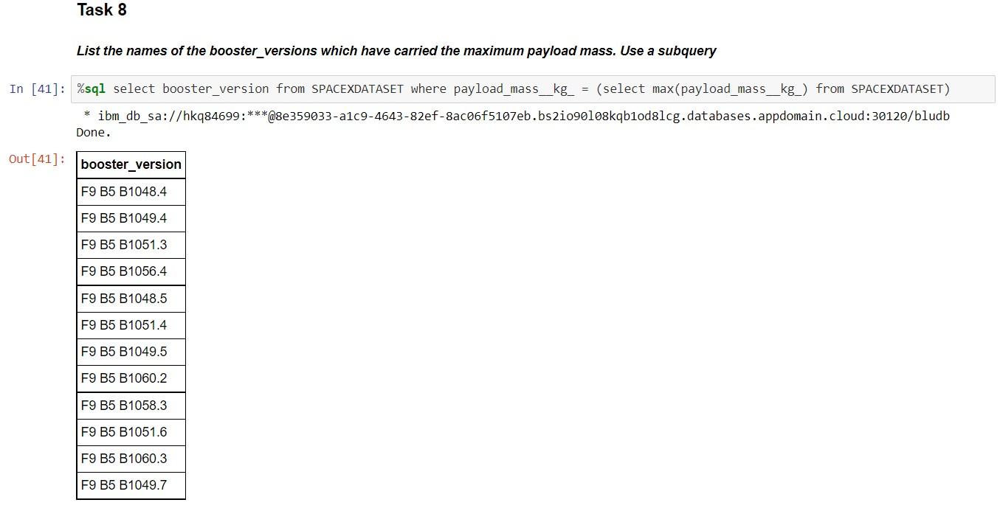 Task 8
List the names of the booster_versions which have carried the maximum payload mass. Use a subquery
In [41]: %sql select booster_version from SPACEXDATASET where payload_mass__kg_ = (select max(payload_mass__kg_) from SPACEXDATASET)
* ibm_db_sa://hkq84699:***@8e359033-a1c9-4643-82ef-8ac06f5107eb.bs2io90l08kqb1od8lcg.databases.appdomain.cloud:30120/bludb
Done.
Out[41]:
booster_version
F9 B5 B1048.4
F9 B5 B1049.4
F9 B5 B1051.3
F9 B5 B1056.4
F9 B5 B1048.5
F9 B5 B1051.4
F9 B5 B1049.5
F9 B5 B1060.2
F9 B5 B1058.3
F9 B5 B1051.6
F9 B5 B1060.3
F9 B5 B1049.7